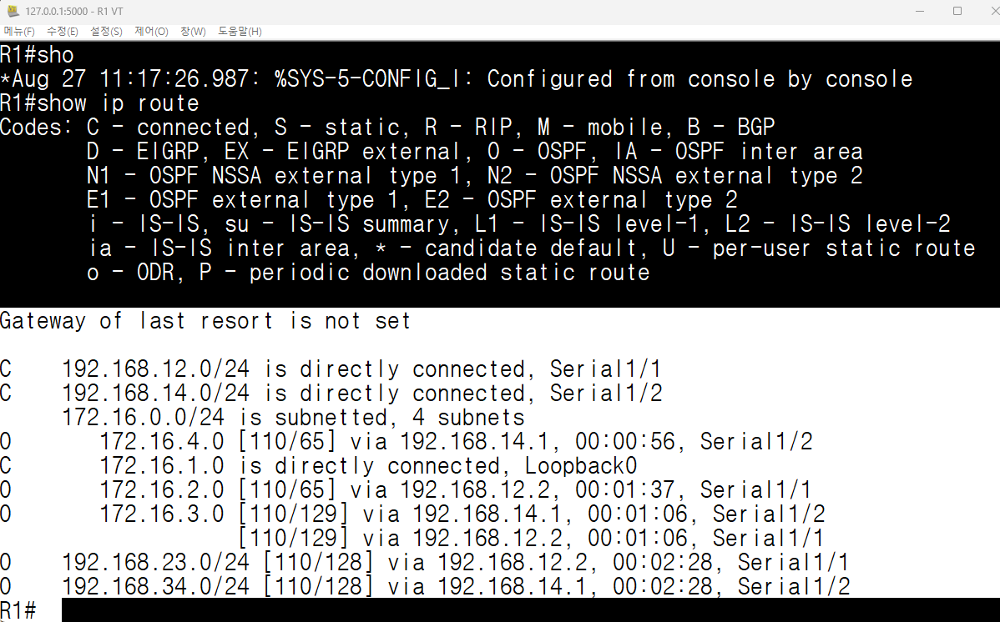 127.0.0.1:5000 - R1 VT
메뉴(F) 수정(E) 설정(S) 제어(O) 창(W) 도움말(H)
R1#sho
*Aug 27 11:17:26.987: %SYS-5-CONFIG_I: Configured from console by console
R1#show ip route
Codes: C - connected, S - static, R - RIP, M - mobile, B - BGP
       D - EIGRP, EX - EIGRP external, O - OSPF, IA - OSPF inter area
       N1 - OSPF NSSA external type 1, N2 - OSPF NSSA external type 2
       E1 - OSPF external type 1, E2 - OSPF external type 2
       i - IS-IS, su - IS-IS summary, L1 - IS-IS level-1, L2 - IS-IS level-2
       ia - IS-IS inter area, * - candidate default, U - per-user static route
       o - ODR, P - periodic downloaded static route
Gateway of last resort is not set
C    192.168.12.0/24 is directly connected, Serial1/1
C    192.168.14.0/24 is directly connected, Serial1/2
     172.16.0.0/24 is subnetted, 4 subnets
O       172.16.4.0 [110/65] via 192.168.14.1, 00:00:56, Serial1/2
C       172.16.1.0 is directly connected, Loopback0
O       172.16.2.0 [110/65] via 192.168.12.2, 00:01:37, Serial1/1
O       172.16.3.0 [110/129] via 192.168.14.1, 00:01:06, Serial1/2
                   [110/129] via 192.168.12.2, 00:01:06, Serial1/1
O    192.168.23.0/24 [110/128] via 192.168.12.2, 00:02:28, Serial1/1
O    192.168.34.0/24 [110/128] via 192.168.14.1, 00:02:28, Serial1/2
R1#